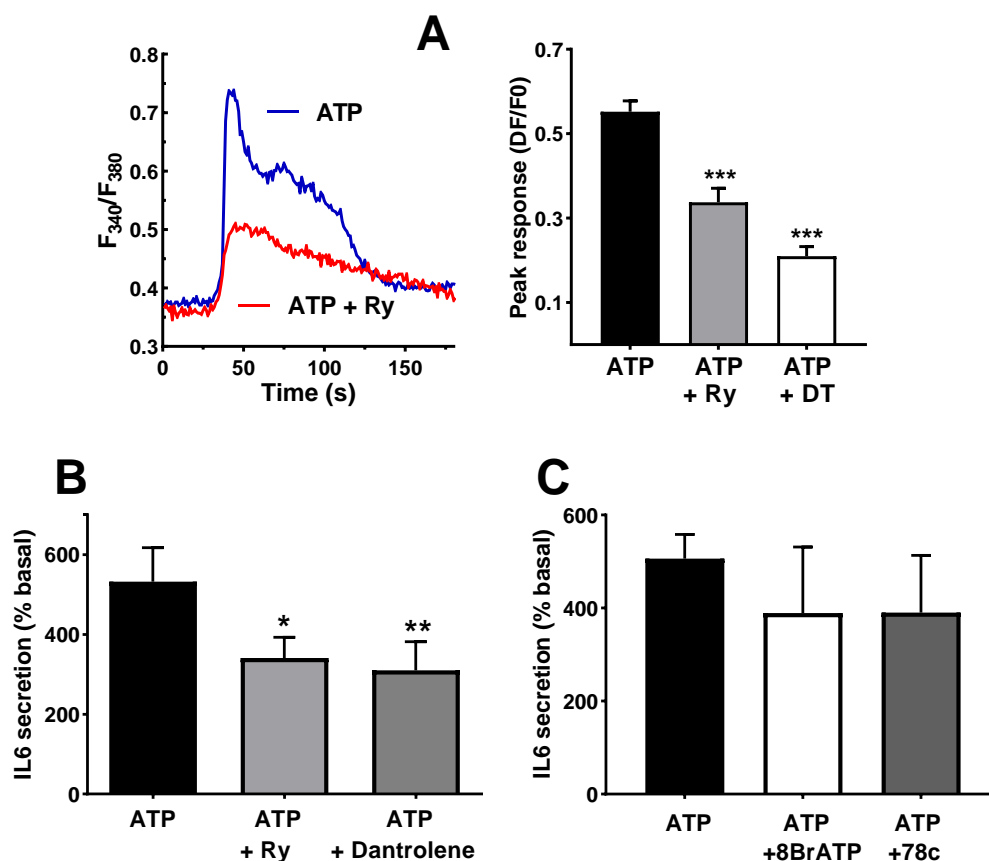 A
0.8
0.7
0.6
0.5
0.4
0.3
F340/F380
ATP
ATP + Ry
0
50
100
150
Time (s)
0.7
0.5
0.3
0.1
Peak response (DF/F0)
***
***
ATP
ATP
ATP
+ Ry
+ DT
B
600
400
200
0
IL6 secretion (% basal)
*
**
ATP
ATP
ATP
+ Ry
+ Dantrolene
C
600
400
200
0
IL6 secretion (% basal)
ATP
ATP
ATP
+8BrATP
+78c